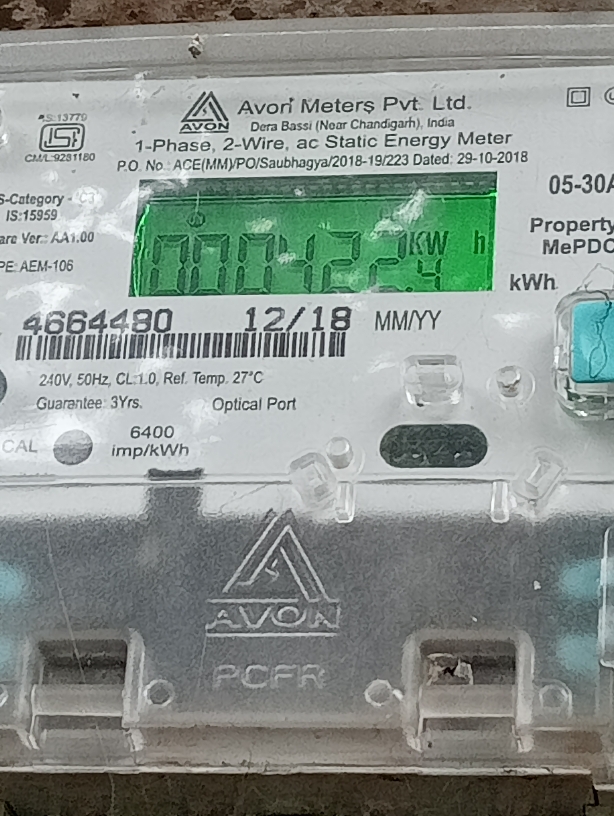 Avon Meters Pvt. Ltd.
AVON
Dera Bassi (Near Chandigarh), India
IS:13779
ISI
CM/L:9281180
1-Phase, 2-Wire, ac Static Energy Meter
P.O. No.: ACE(MM)/PO/Saubhagya/2018-19/223 Dated: 29-10-2018
S-Category - C3
IS:15959
are Ver.: AA1.00
PE: AEM-106
000422.4 KW h
05-30A
Property
MePDC
kWh
4664480 12/18 MM/YY
240V, 50Hz, CL:1.0, Ref. Temp. 27°C
Guarantee: 3Yrs. Optical Port
CAL 6400
imp/kWh
AVON
PCFR